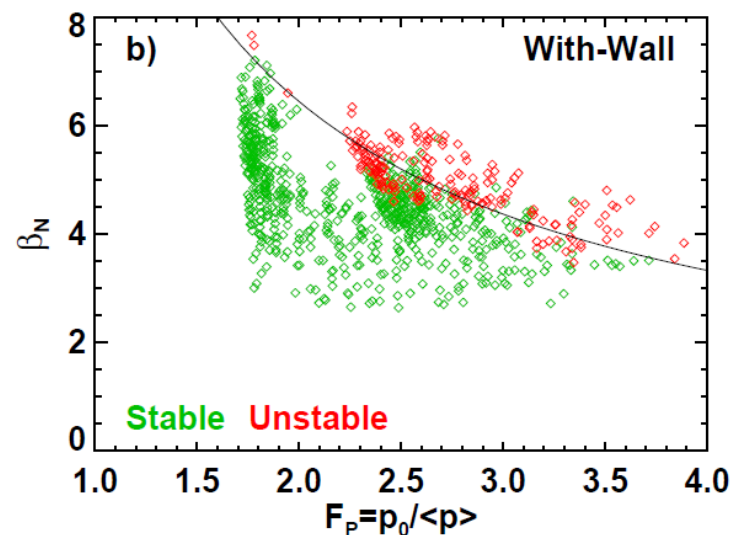 b)
With-Wall
8
6
4
2
0
β_N
Stable Unstable
1.0 1.5 2.0 2.5 3.0 3.5 4.0
F_P=p_0/<p>